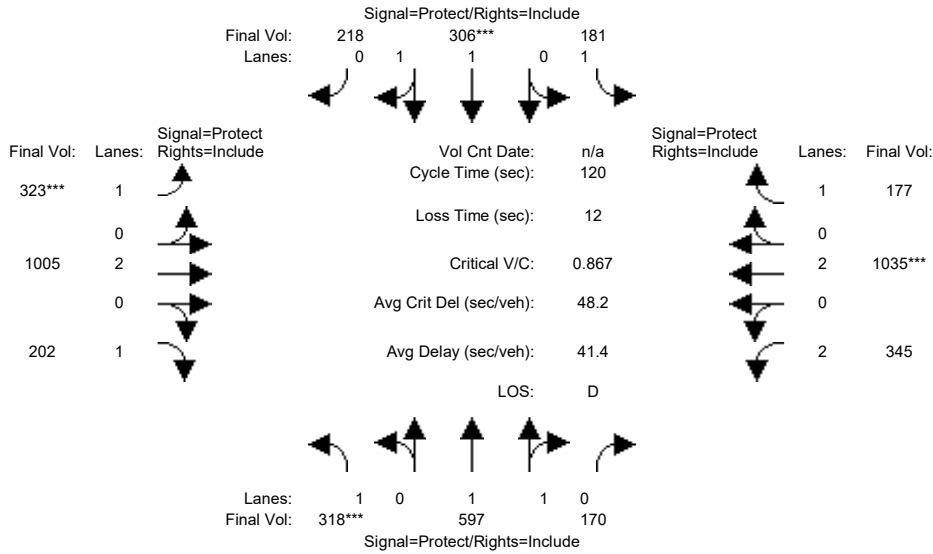 Signal=Protect/Rights=Include
Final Vol: 218 306*** 181
Lanes: 0 1 1 0 1
Signal=Protect
Final Vol: Lanes: Rights=Include
Vol Cnt Date: n/a
Signal=Protect
Rights=Include Lanes: Final Vol:
Cycle Time (sec): 120
323*** 1
1 177
Loss Time (sec): 12
0
0
1005 2
Critical V/C: 0.867
2 1035***
0
Avg Crit Del (sec/veh): 48.2
0
202 1
Avg Delay (sec/veh): 41.4
2 345
LOS: D
Lanes: 1 0 1 1 0
Final Vol: 318*** 597 170
Signal=Protect/Rights=Include